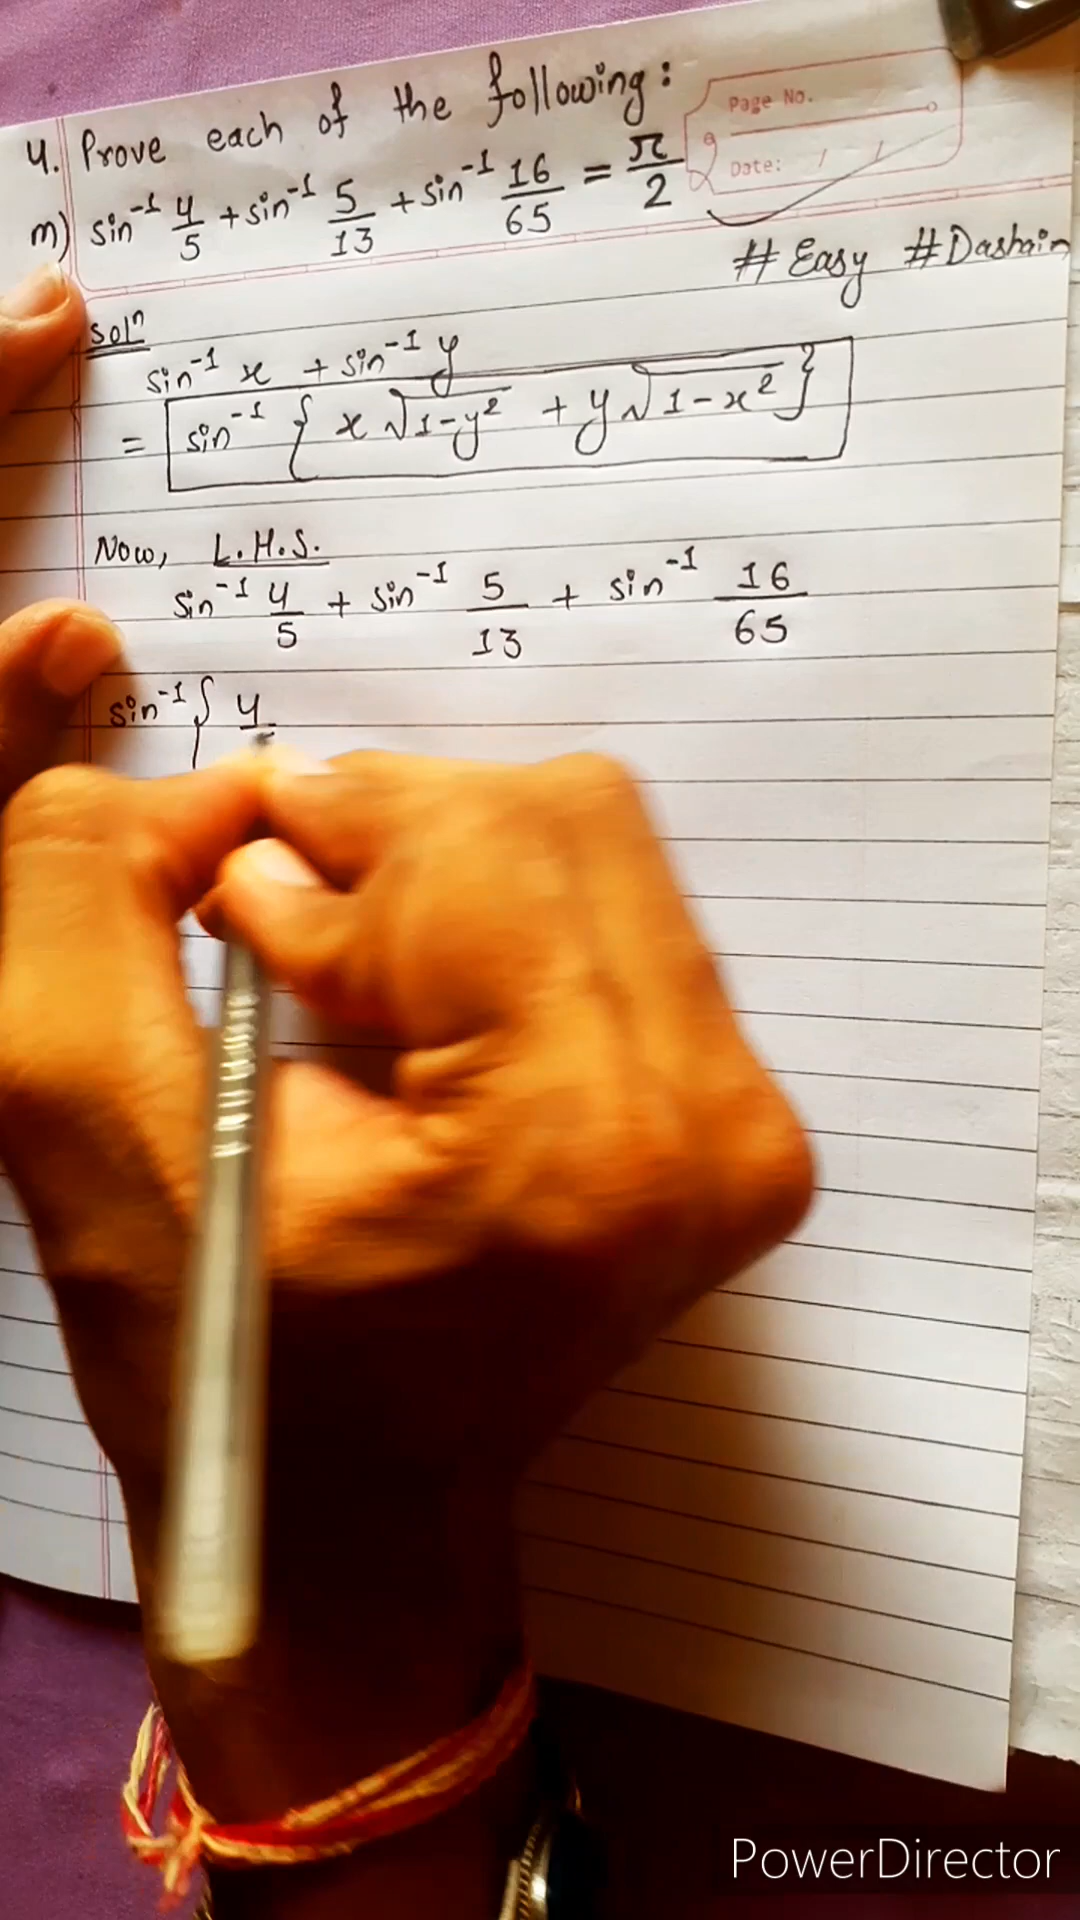 4. Prove each of the following:
Page No.
Date: / /
m) sin⁻¹ 4/5 + sin⁻¹ 5/13 + sin⁻¹ 16/65 = π/2
# Easy # Dashain
Solⁿ
sin⁻¹ x + sin⁻¹ y
= sin⁻¹ { x √1-y² + y √1-x² }
Now, L.H.S.
sin⁻¹ 4/5 + sin⁻¹ 5/13 + sin⁻¹ 16/65
sin⁻¹ { 4
PowerDirector